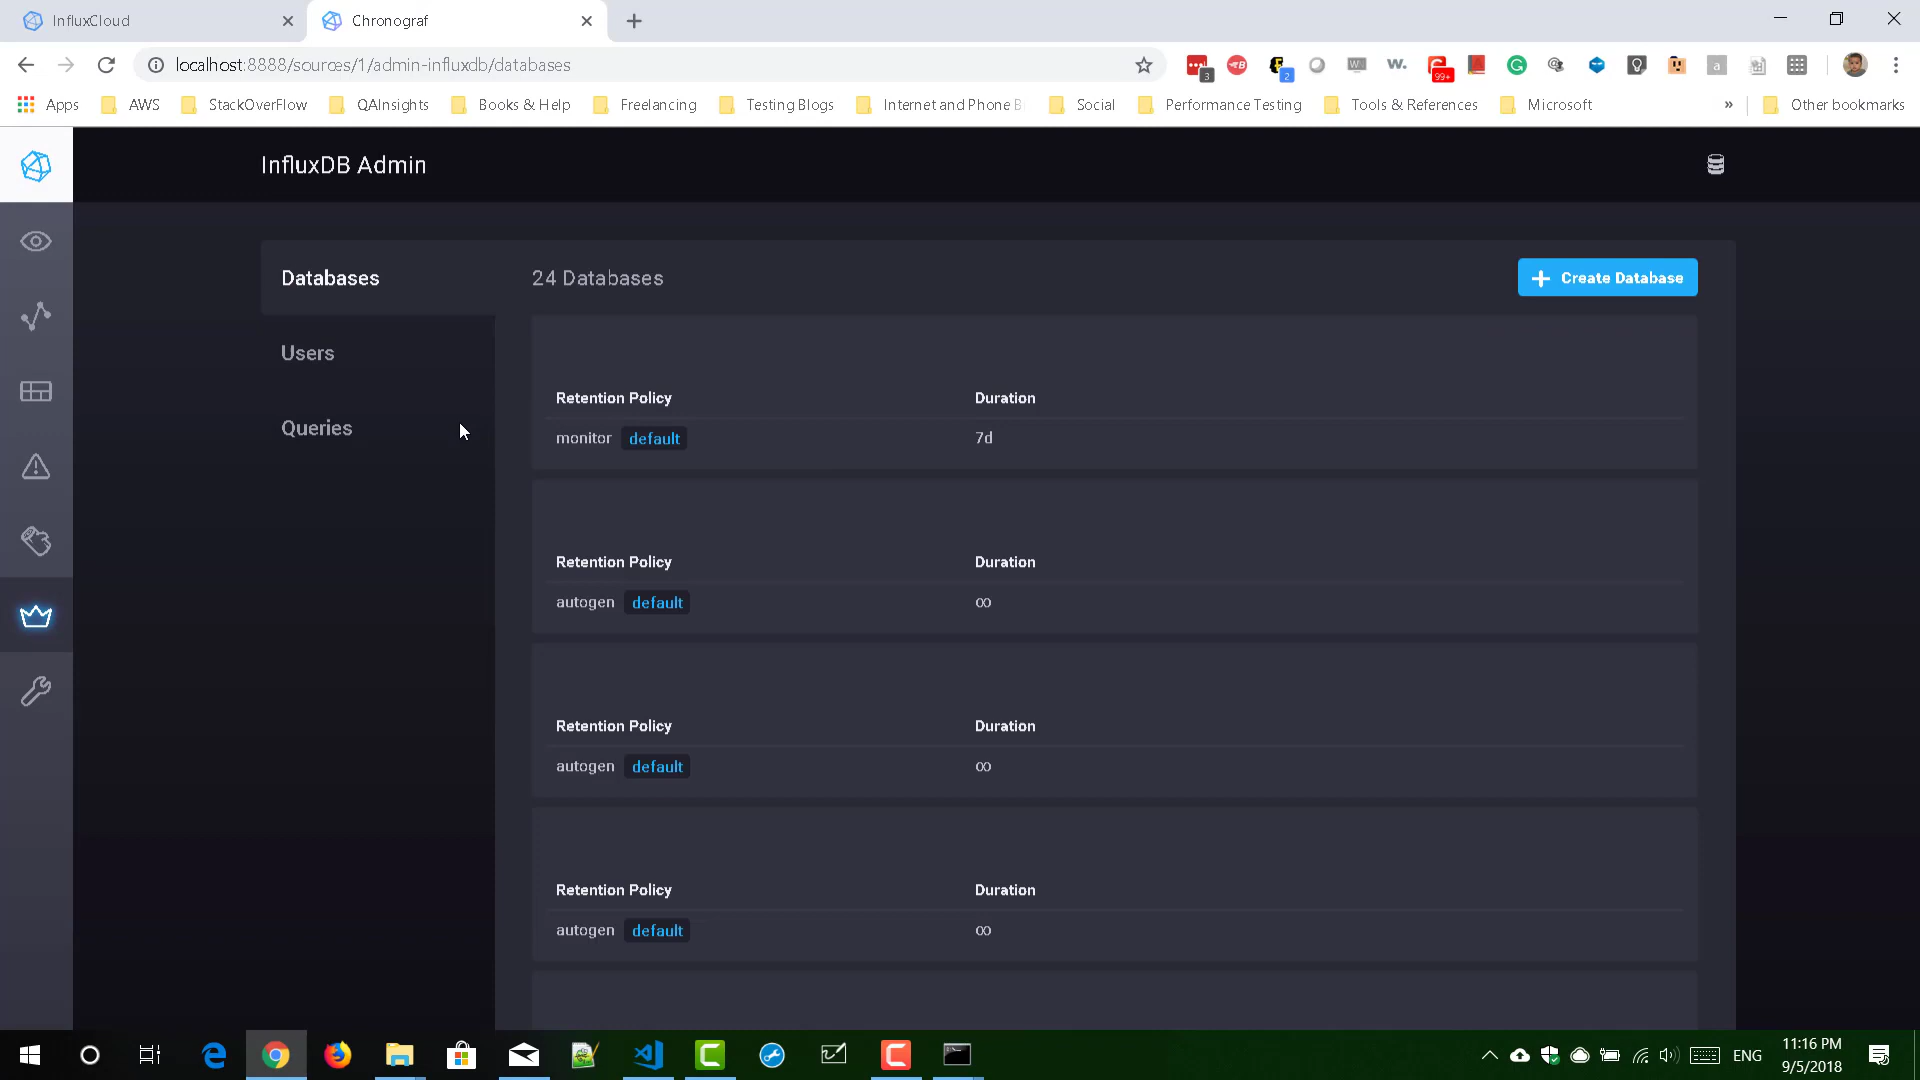 InfluxCloud
Chronograf
localhost:8888/sources/1/admin-influxdb/databases
3
2
99+
Apps AWS StackOverFlow QAInsights Books & Help Freelancing Testing Blogs Internet and Phone B Social Performance Testing Tools & References Microsoft » Other bookmarks
InfluxDB Admin
Databases
Users
Queries
24 Databases
+ Create Database
Retention Policy Duration
monitor default 7d
Retention Policy Duration
autogen default ∞
Retention Policy Duration
autogen default ∞
Retention Policy Duration
autogen default ∞
ENG
11:16 PM
9/5/2018